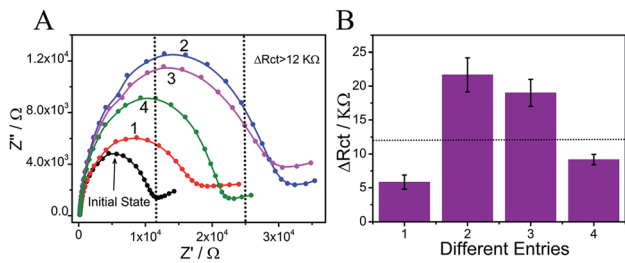 A
Z'' / Ω
1.2x10⁴
8.0x10³
4.0x10³
0.0
2
3
4
1
Initial State
ΔRct>12 KΩ
0
1x10⁴
2x10⁴
3x10⁴
Z' / Ω
B
ΔRct / KΩ
25
20
15
10
5
0
1
2
3
4
Different Entries